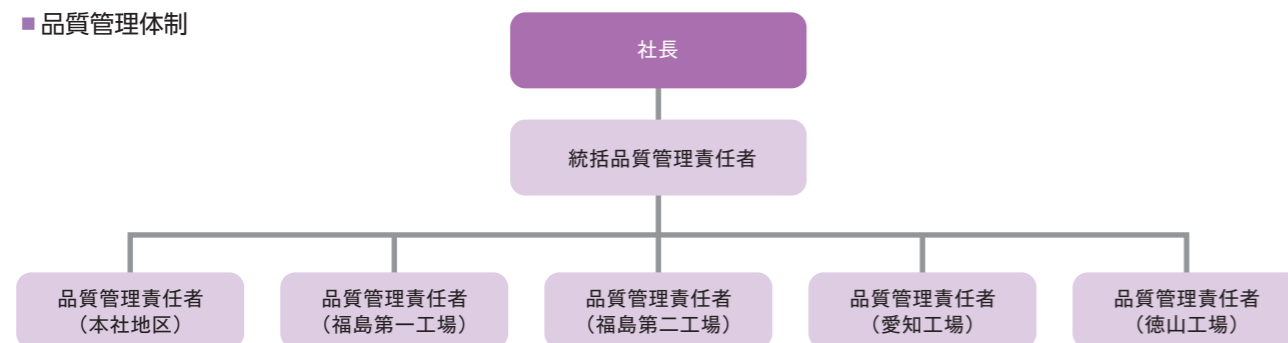 ■品質管理体制
社長
統括品質管理責任者
品質管理責任者
（本社地区）
品質管理責任者
（福島第一工場）
品質管理責任者
（福島第二工場）
品質管理責任者
（愛知工場）
品質管理責任者
（徳山工場）